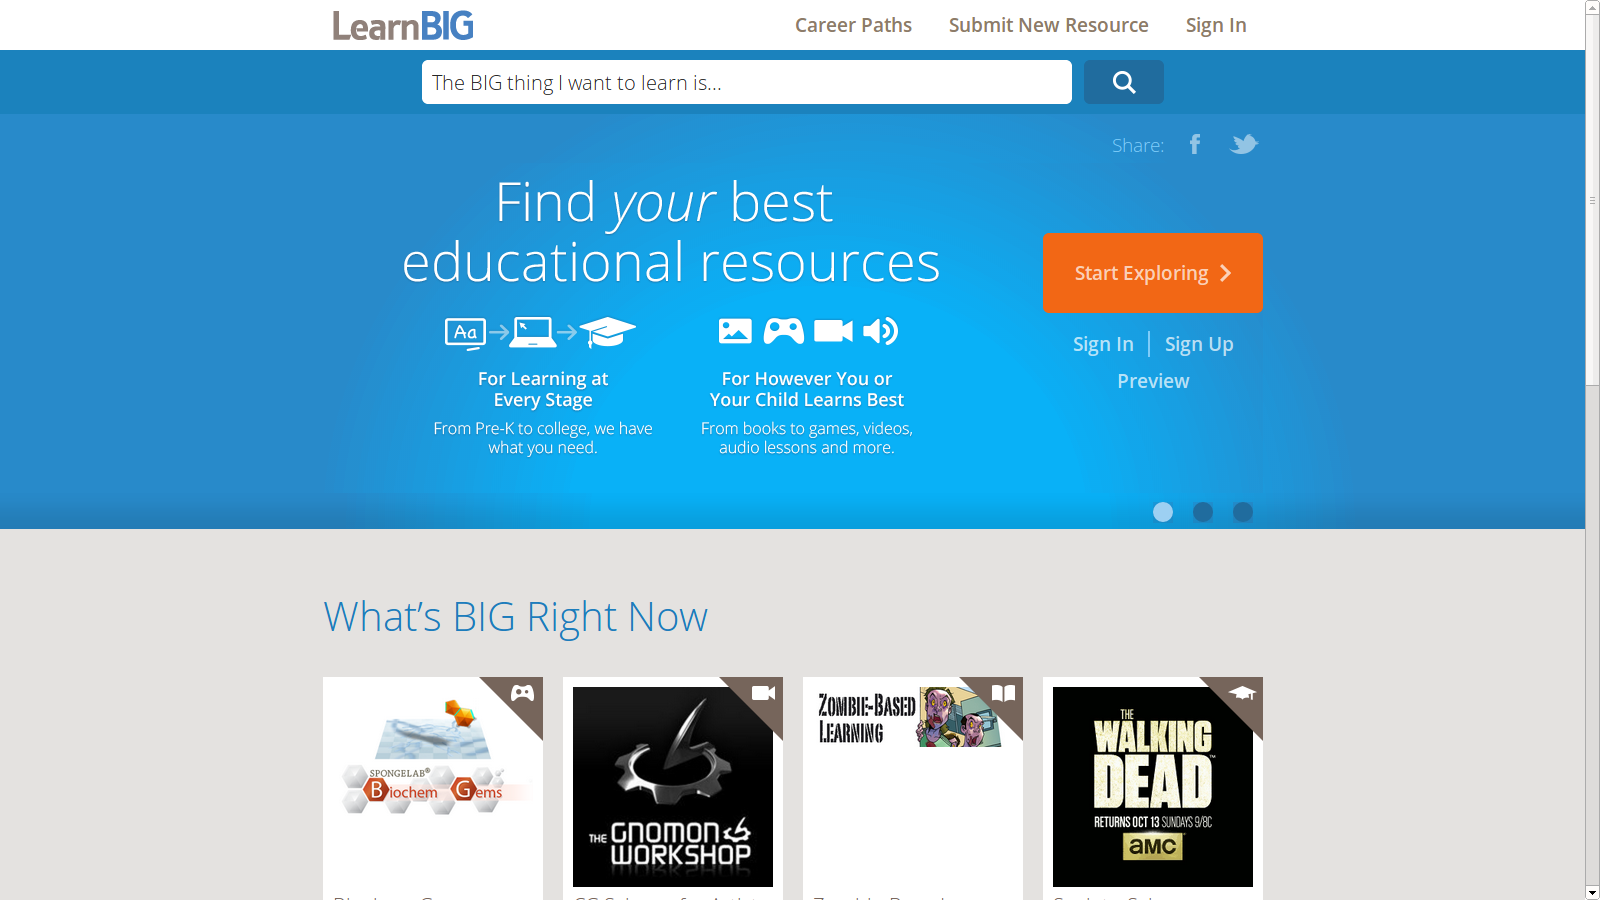 LearnBIG
Career Paths
Submit New Resource
Sign In
The BIG thing I want to learn is...
Share:
Find your best
educational resources
Start Exploring
Sign In
Sign Up
Preview
Aa
For Learning at
Every Stage
From Pre-K to college, we have
what you need.
For However You or
Your Child Learns Best
From books to games, videos,
audio lessons and more.
What's BIG Right Now
SPONGELAB®
Biochem Gems
THE GNOMON
WORKSHOP
ZOMBIE-BASED
LEARNING
THE
WALKING
DEAD
RETURNS OCT 13 SUNDAYS 9/8C
amc